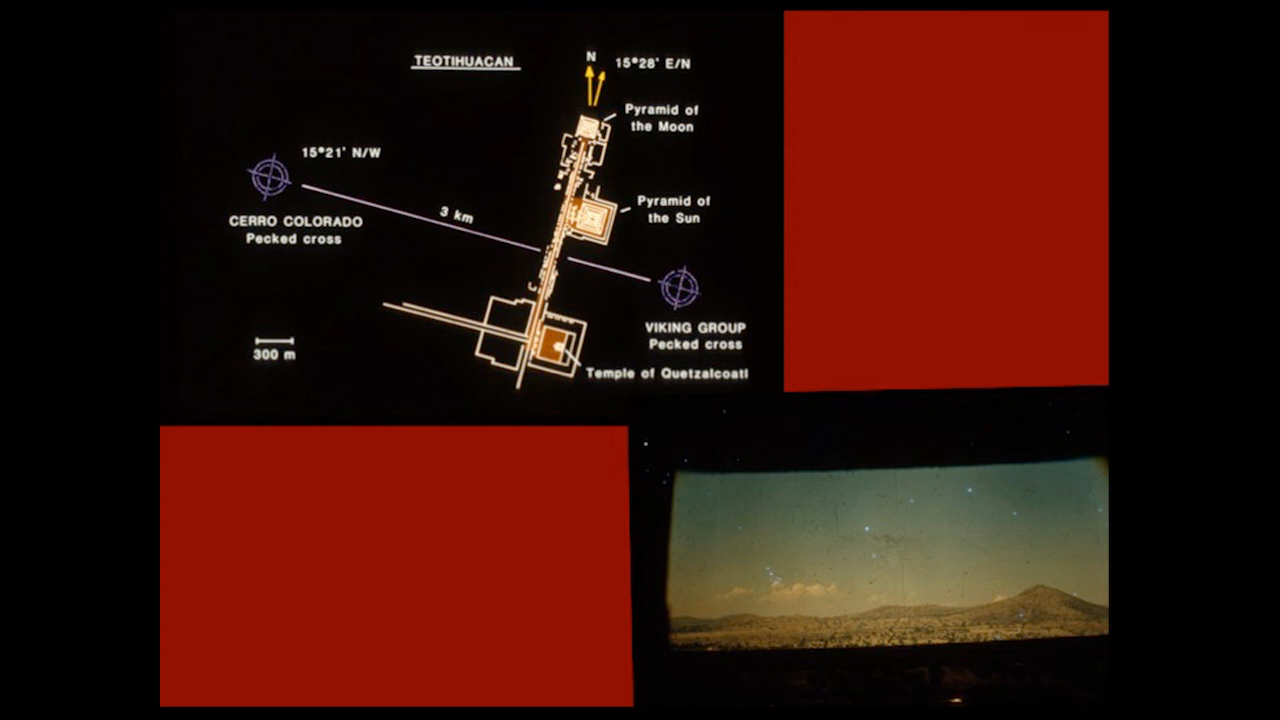 TEOTIHUACAN
N
15°28' E/N
Pyramid of
the Moon
15°21' N/W
Pyramid of
the Sun
3 km
CERRO COLORADO
Pecked cross
VIKING GROUP
Pecked cross
300 m
Temple of Quetzalcoatl